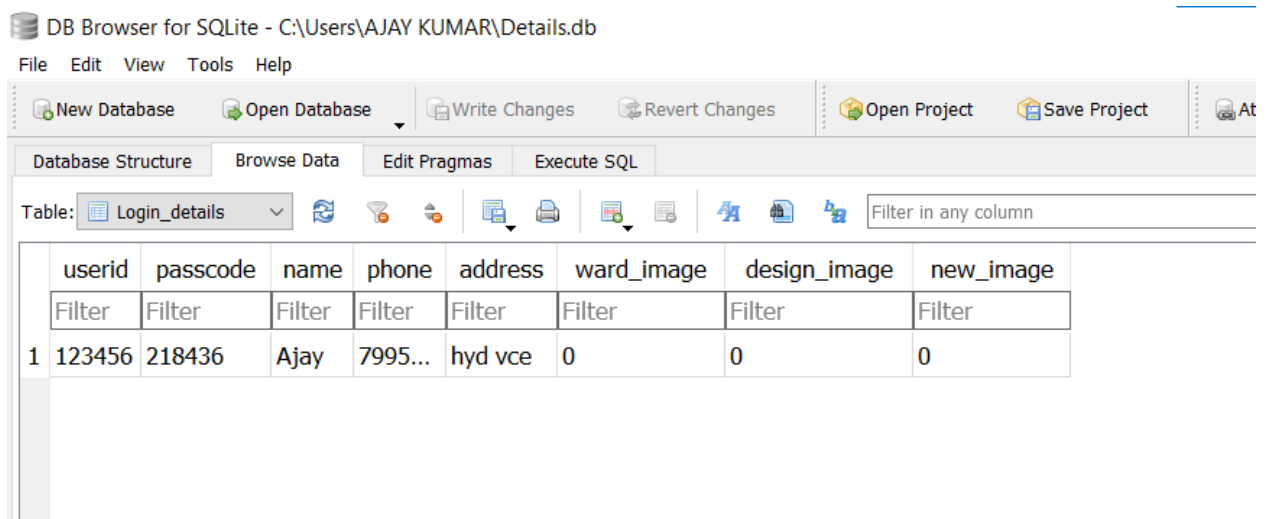 DB Browser for SQLite - C:\Users\AJAY KUMAR\Details.db
File Edit View Tools Help
New Database Open Database Write Changes Revert Changes Open Project Save Project At
Database Structure Browse Data Edit Pragmas Execute SQL
Table: Login_details Filter in any column
userid passcode name phone address ward_image design_image new_image
Filter Filter Filter Filter Filter Filter Filter Filter
1 123456 218436 Ajay 7995... hyd vce 0 0 0